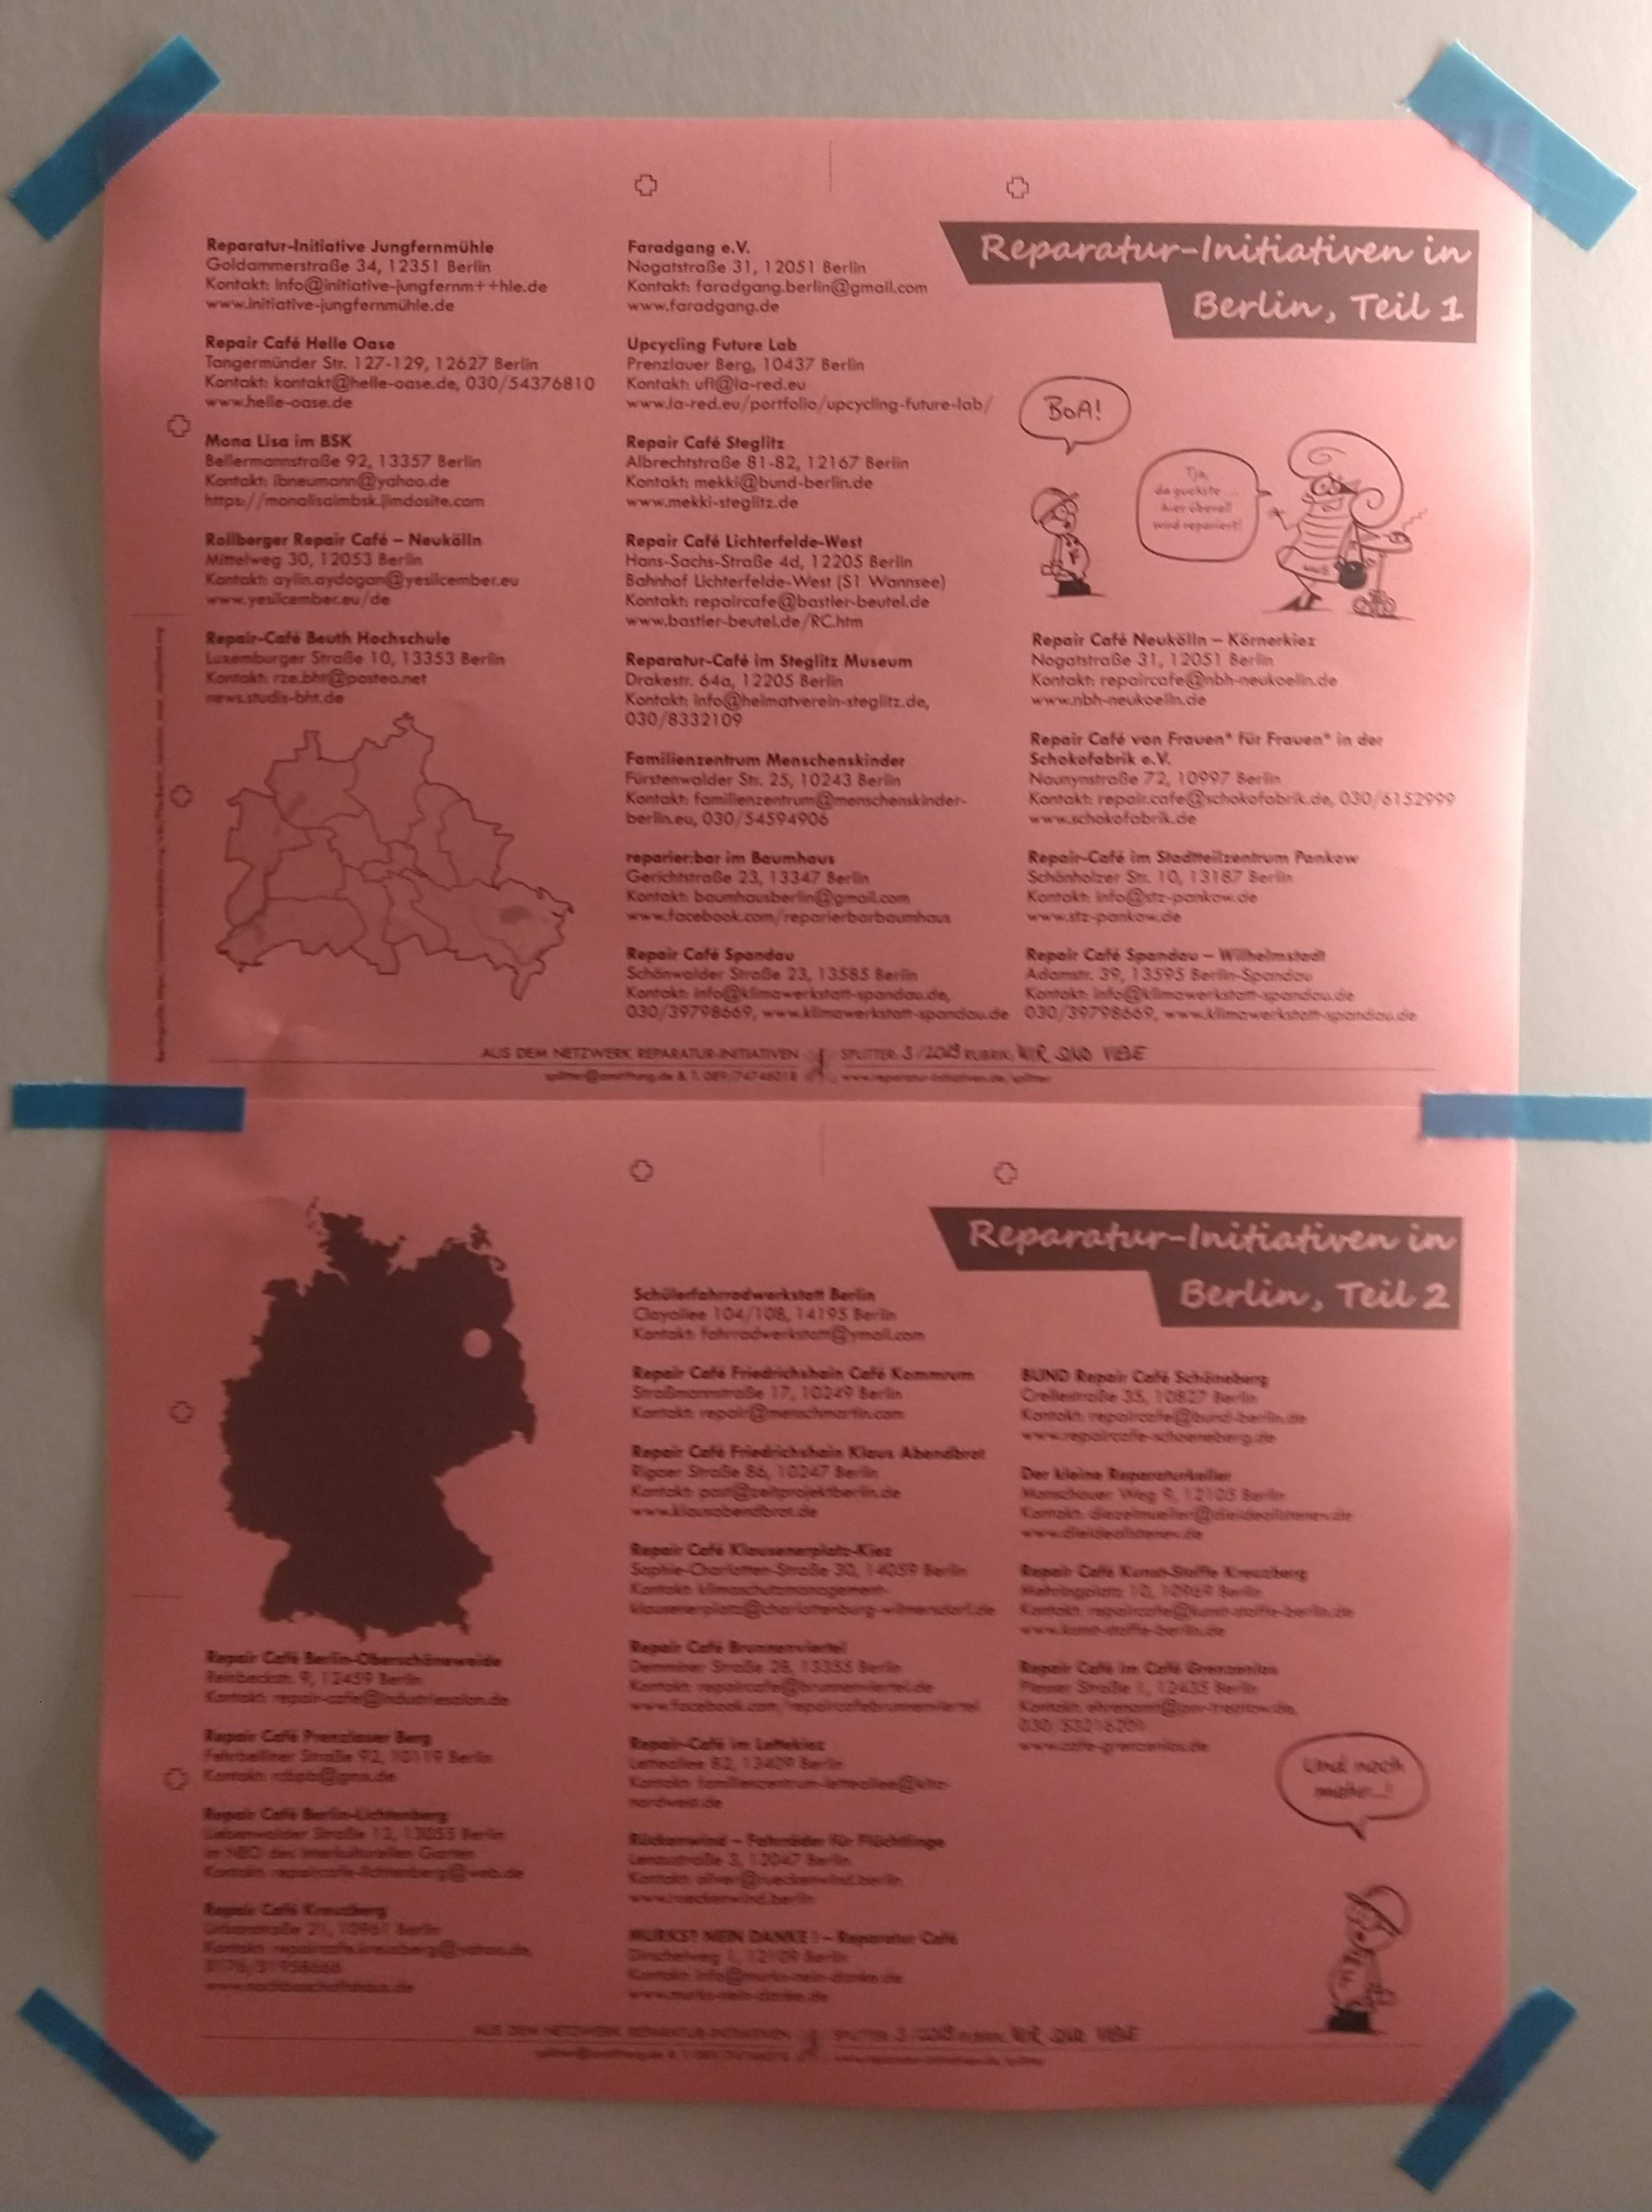 Reparatur-Initiativen in
Berlin, Teil 1
Reparatur-Initiative Jungfernmühle
Goldammerstraße 34, 12351 Berlin
Kontakt: info@initiative-jungfernm++hle.de
www.initiative-jungfernmühle.de
Repair Café Helle Oase
Tangermünder Str. 127-129, 12627 Berlin
Kontakt: kontakt@helle-oase.de, 030/54376810
www.helle-oase.de
Mona Lisa im BSK
Bellermannstraße 92, 13357 Berlin
Kontakt: ibneumann@yahoo.de
https://monalisaimbsk.jimdosite.com
Rollberger Repair Café – Neukölln
Mittelweg 30, 12053 Berlin
Kontakt: aylin.aydogan@yesilcember.eu
www.yesilcember.eu/de
Repair-Café Beuth Hochschule
Luxemburger Straße 10, 13353 Berlin
Kontakt: rze.bht@posteo.net
news.studis-bht.de
Faradgang e.V.
Nogatstraße 31, 12051 Berlin
Kontakt: faradgang.berlin@gmail.com
www.faradgang.de
Upcycling Future Lab
Prenzlauer Berg, 10437 Berlin
Kontakt: ufl@la-red.eu
www.la-red.eu/portfolio/upcycling-future-lab/
Repair Café Steglitz
Albrechtstraße 81-82, 12167 Berlin
Kontakt: mekki@bund-berlin.de
www.mekki-steglitz.de
Repair Café Lichterfelde-West
Hans-Sachs-Straße 4d, 12205 Berlin
Bahnhof Lichterfelde-West (S1 Wannsee)
Kontakt: repaircafe@bastler-beutel.de
www.bastler-beutel.de/RC.htm
Reparatur-Café im Steglitz Museum
Drakestr. 64a, 12205 Berlin
Kontakt: info@heimatverein-steglitz.de,
030/8332109
Familienzentrum Menschenskinder
Fürstenwalder Str. 25, 10243 Berlin
Kontakt: familienzentrum@menschenskinder-
berlin.eu, 030/54594906
reparier:bar im Baumhaus
Gerichtstraße 23, 13347 Berlin
Kontakt: baumhausberlin@gmail.com
www.facebook.com/reparierbarbaumhaus
Repair Café Spandau
Schönwalder Straße 23, 13585 Berlin
Kontakt: info@klimawerkstatt-spandau.de,
030/39798669, www.klimawerkstatt-spandau.de
BOA!
Tja,
da guckste ...
hier überall
wird repariert!
Repair Café Neukölln – Körnerkiez
Nogatstraße 31, 12051 Berlin
Kontakt: repaircafe@nbh-neukoelln.de
www.nbh-neukoelln.de
Repair Café von Frauen* für Frauen* in der
Schokofabrik e.V.
Naunynstraße 72, 10997 Berlin
Kontakt: repair.cafe@schokofabrik.de, 030/6152999
www.schokofabrik.de
Repair-Café im Stadtteilzentrum Pankow
Schönholzer Str. 10, 13187 Berlin
Kontakt: info@stz-pankow.de
www.stz-pankow.de
Repair Café Spandau – Wilhelmstadt
Adamstr. 39, 13595 Berlin-Spandau
Kontakt: info@klimawerkstatt-spandau.de
030/39798669, www.klimawerkstatt-spandau.de
AUS DEM NETZWERK REPARATUR-INITIATIVEN SPLITTER: 3/2019 RUBRIK: WIR SIND VIELE
splitter@anstiftung.de & T: 089/74746018 www.reparatur-initiativen.de/splitter
Reparatur-Initiativen in
Berlin, Teil 2
Repair Café Berlin-Oberschöneweide
Reinbeckstr. 9, 12459 Berlin
Kontakt: repair-cafe@industriesalon.de
Repair Café Prenzlauer Berg
Fehrbelliner Straße 92, 10119 Berlin
Kontakt: rcbpb@gmx.de
Repair Café Berlin-Lichtenberg
Liebenwalder Straße 12, 13055 Berlin
im NBO des Interkulturellen Garten
Kontakt: repaircafe-lichtenberg@web.de
Repair Café Kreuzberg
Urbanstraße 21, 10961 Berlin
Kontakt: repaircafe.kreuzberg@yahoo.de,
www.nachbarschaftshaus.de
Schülerfahrradwerkstatt Berlin
Clayallee 104/108, 14195 Berlin
Kontakt: fahrradwerkstatt@ymail.com
Repair Café Friedrichshain Café Kommrum
Straßmannstraße 17, 10249 Berlin
Kontakt: repair@menschmartin.com
Repair Café Friedrichshain Klaus Abendbrot
Rigaer Straße 86, 10247 Berlin
Kontakt: post@zeitprojektberlin.de
www.klausabendbrot.de
Repair Café Klausenerplatz-Kiez
Sophie-Charlotten-Straße 30, 14059 Berlin
Kontakt: klimaschutzmanagement-
klausenerplatz@charlottenburg-wilmersdorf.de
Repair Café Brunnenviertel
Demminer Straße 28, 13355 Berlin
Kontakt: repaircafe@brunnenviertel.de
www.facebook.com/repaircafebrunnenviertel
Repair-Café im Lettekiez
Letteallee 82, 13409 Berlin
Kontakt: familienzentrum-letteallee@kita-
nordwest.de
Rückenwind – Fahrräder für Flüchtlinge
Lenaustraße 3, 12047 Berlin
Kontakt: oliver@rueckenwind.berlin
www.rueckenwind.berlin
MURKS? NEIN DANKE! – Reparatur Café
Dirschelweg 1, 12109 Berlin
Kontakt: info@murks-nein-danke.de
www.murks-nein-danke.de
BUND Repair Café Schöneberg
Crellestraße 35, 10827 Berlin
Kontakt: repaircafe@bund-berlin.de
www.repaircafe-schoeneberg.de
Der kleine Reparaturkeller
Monschauer Weg 9, 12105 Berlin
Kontakt:
Repair Café Kunst-Stoffe Kreuzberg
Mehringplatz 10, 10969 Berlin
Kontakt: repaircafe@kunst-stoffe-berlin.de
www.kunst-stoffe-berlin.de
Repair Café im Café Grenzenlos
Plesser Straße 1, 12435 Berlin
Kontakt:
www.cafe-grenzenlos.de
Und noch
mehr...!
AUS DEM NETZWERK REPARATUR-INITIATIVEN SPLITTER: 3/2019 RUBRIK: WIR SIND VIELE